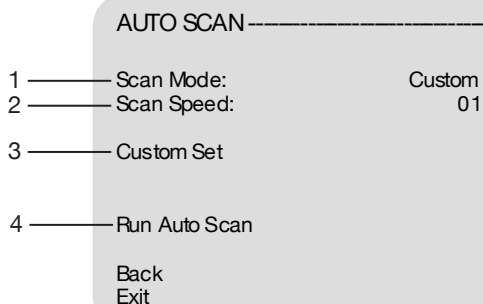 AUTO SCAN--------------------------
1 Scan Mode: Custom
2 Scan Speed: 01
3 Custom Set
4 Run Auto Scan
Back
Exit